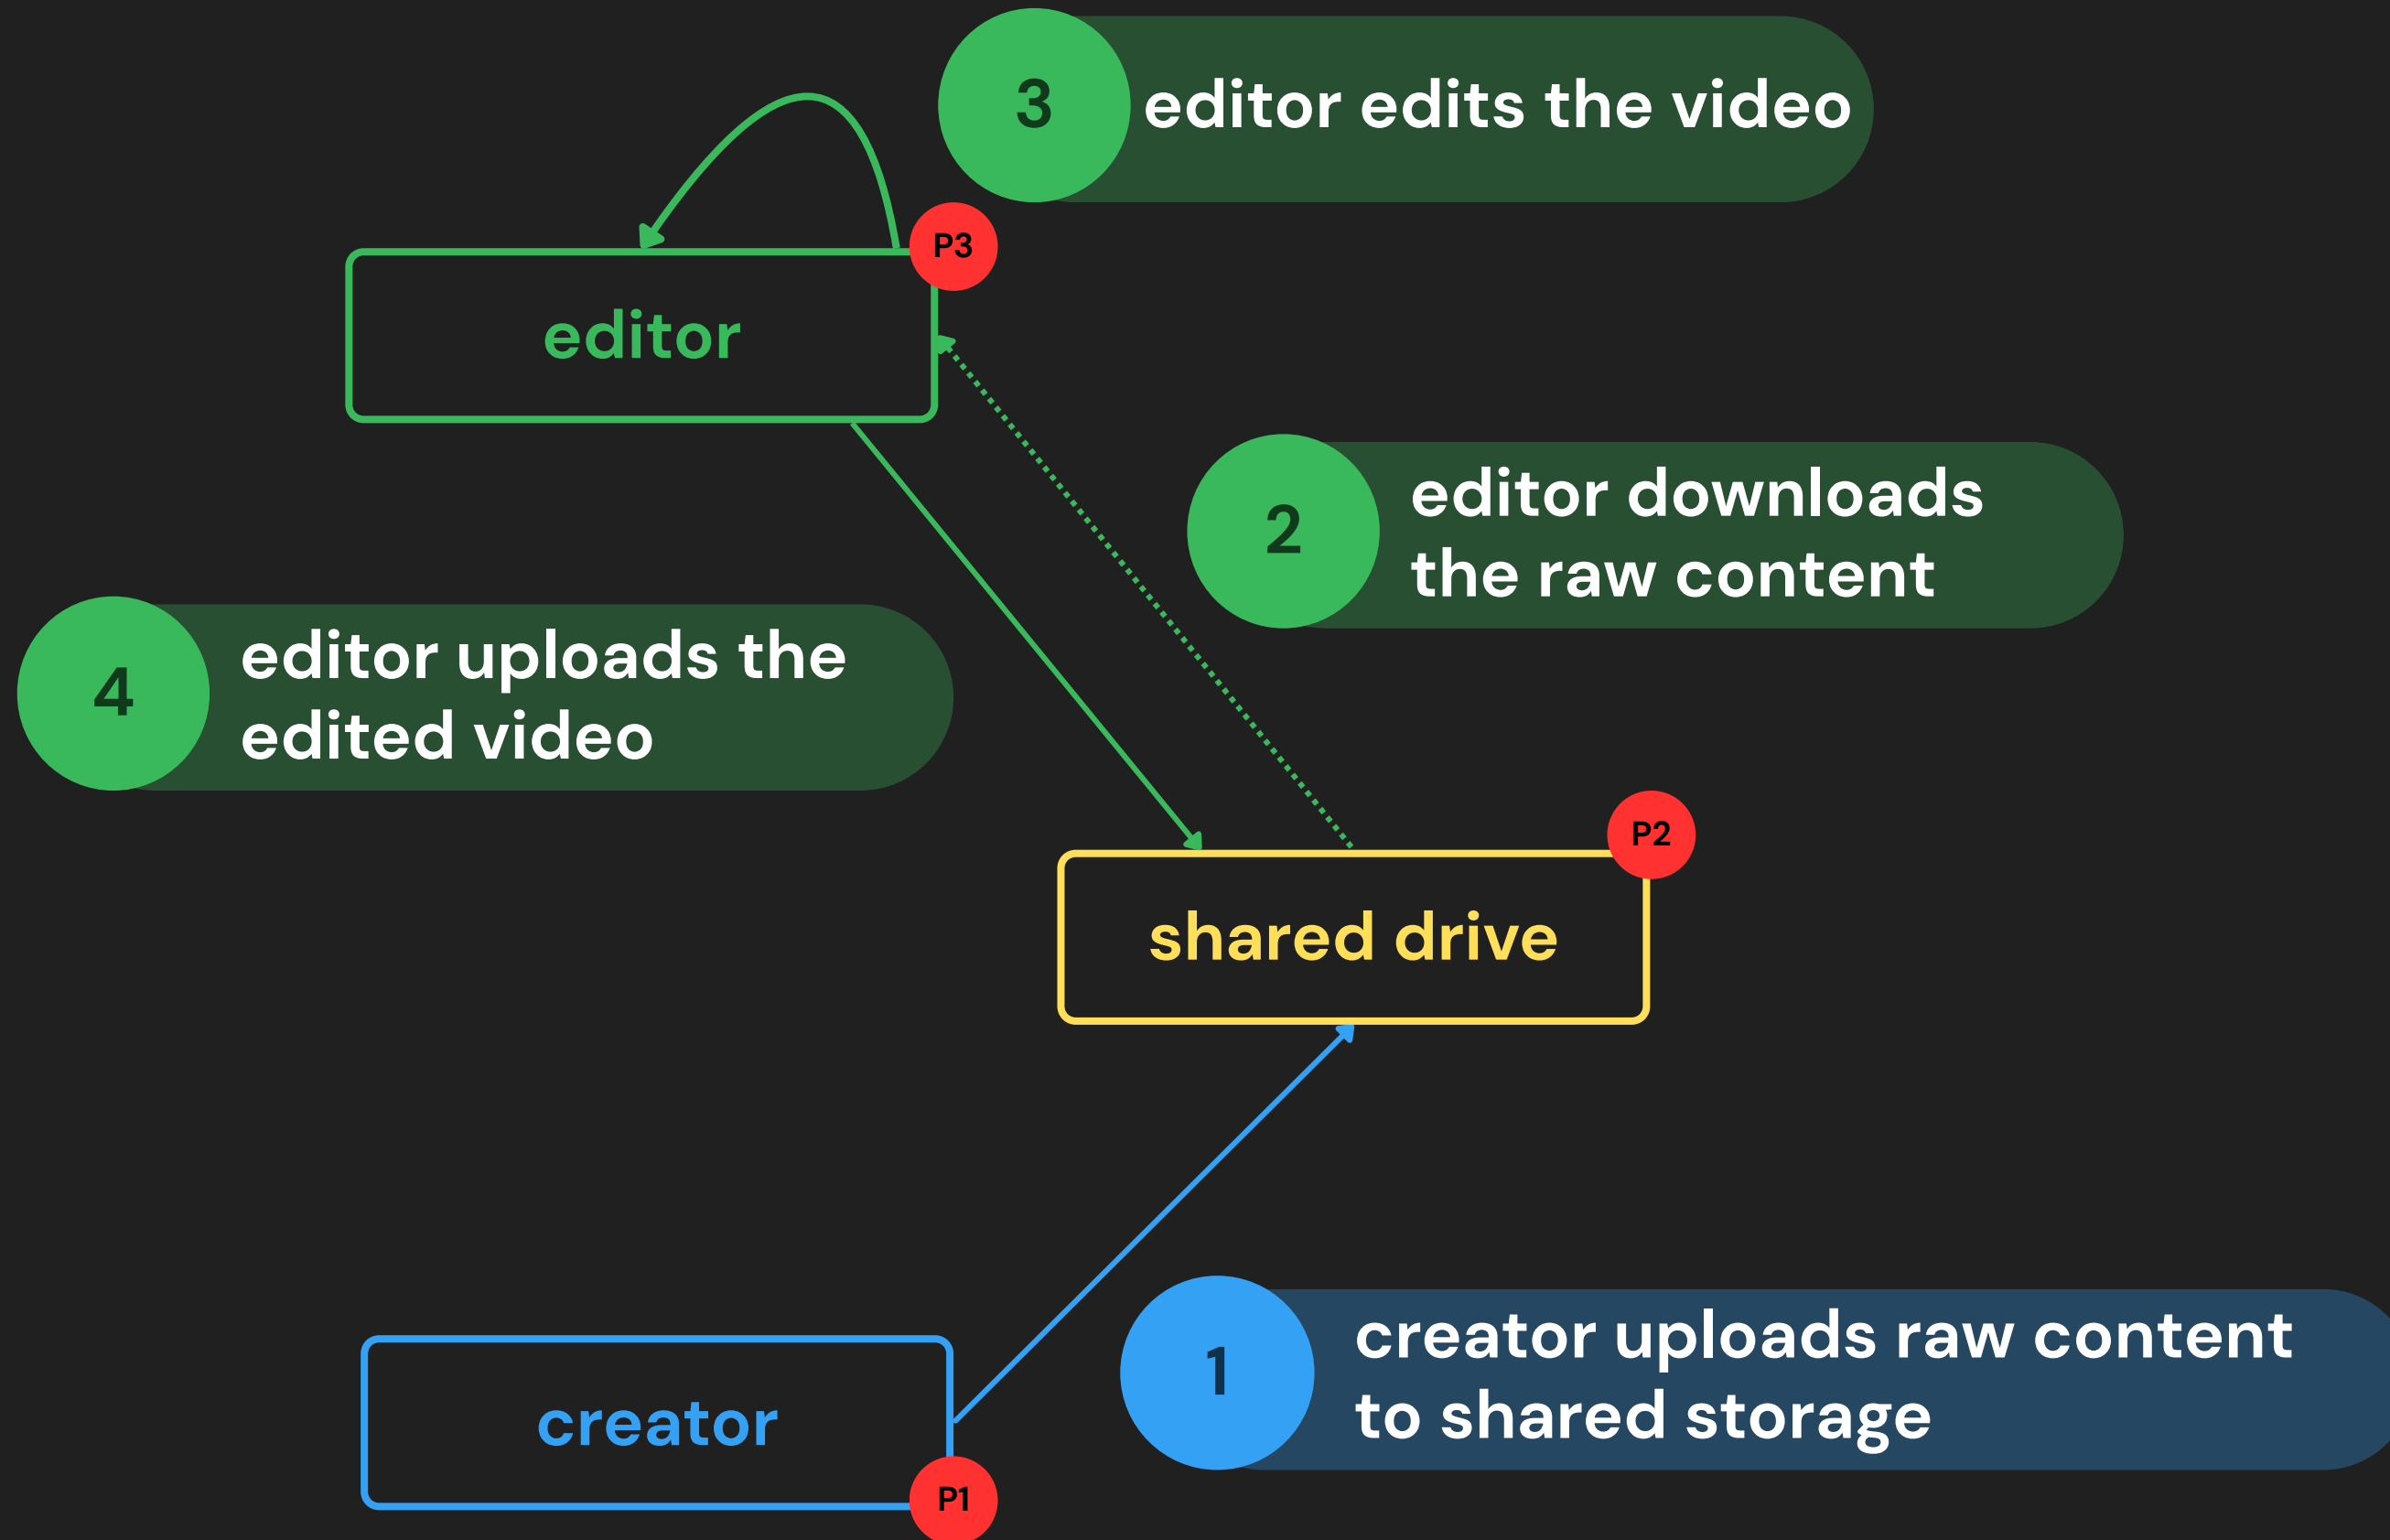 3
editor edits the video
P3
editor
2
editor downloads
the raw content
4
editor uploads the
edited video
P2
shared drive
1
creator uploads raw content
to shared storage
creator
P1